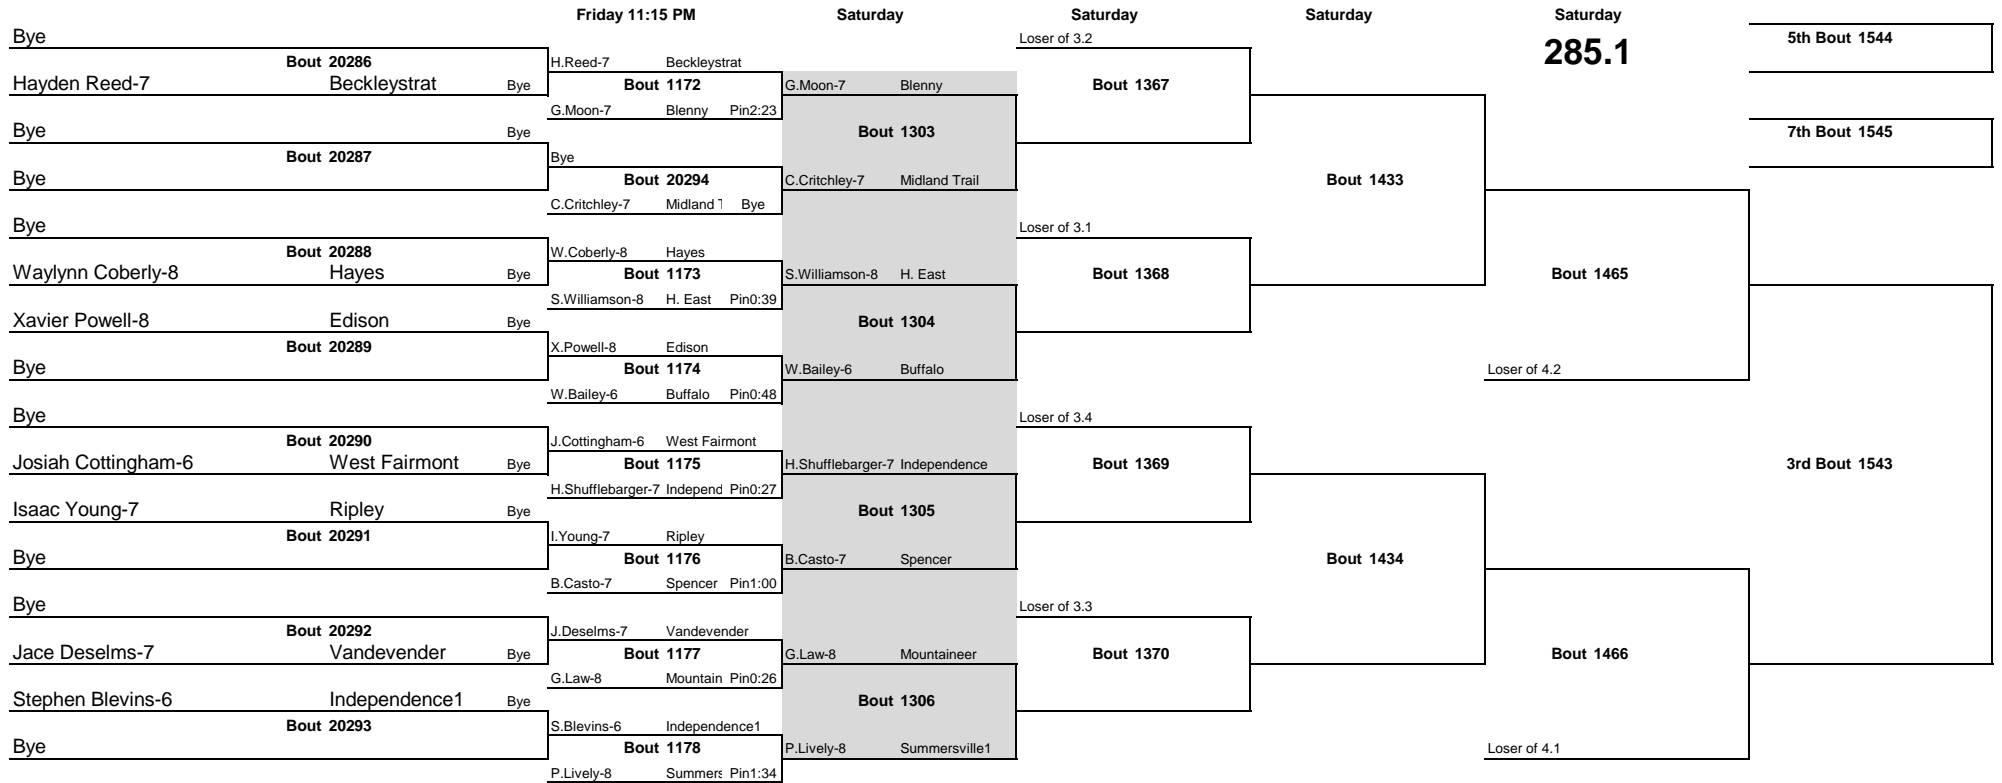 Friday 11:15 PM Saturday Saturday Saturday Saturday
285.1
Bye
Bout 20286
Hayden Reed-7 Beckleystrat Bye
Bye Bye
Bout 20287
Bye
Bye
Bout 20288
Waylynn Coberly-8 Hayes Bye
Xavier Powell-8 Edison Bye
Bout 20289
Bye
Bye
Bout 20290
Josiah Cottingham-6 West Fairmont Bye
Isaac Young-7 Ripley Bye
Bout 20291
Bye
Bye
Bout 20292
Jace Deselms-7 Vandevender Bye
Stephen Blevins-6 Independence1 Bye
Bout 20293
Bye
H.Reed-7 Beckleystrat
Bout 1172
G.Moon-7 Blenny Pin2:23
Bye
Bout 20294
C.Critchley-7 Midland Bye
W.Coberly-8 Hayes
Bout 1173
S.Williamson-8 H. East Pin0:39
X.Powell-8 Edison
Bout 1174
W.Bailey-6 Buffalo Pin0:48
J.Cottingham-6 West Fairmont
Bout 1175
H.Shufflebarger-7 Independ Pin0:27
I.Young-7 Ripley
Bout 1176
B.Casto-7 Spencer Pin1:00
J.Deselms-7 Vandevender
Bout 1177
G.Law-8 Mountain Pin0:26
S.Blevins-6 Independence1
Bout 1178
P.Lively-8 Summers Pin1:34
G.Moon-7 Blenny
Bout 1303
C.Critchley-7 Midland Trail
S.Williamson-8 H. East
Bout 1304
W.Bailey-6 Buffalo
H.Shufflebarger-7 Independence
Bout 1305
B.Casto-7 Spencer
G.Law-8 Mountaineer
Bout 1306
P.Lively-8 Summersville1
Loser of 3.2
Bout 1367
Loser of 3.1
Bout 1368
Loser of 3.4
Bout 1369
Loser of 3.3
Bout 1370
Bout 1433
Bout 1434
Bout 1465
Loser of 4.2
Bout 1466
Loser of 4.1
5th Bout 1544
7th Bout 1545
3rd Bout 1543